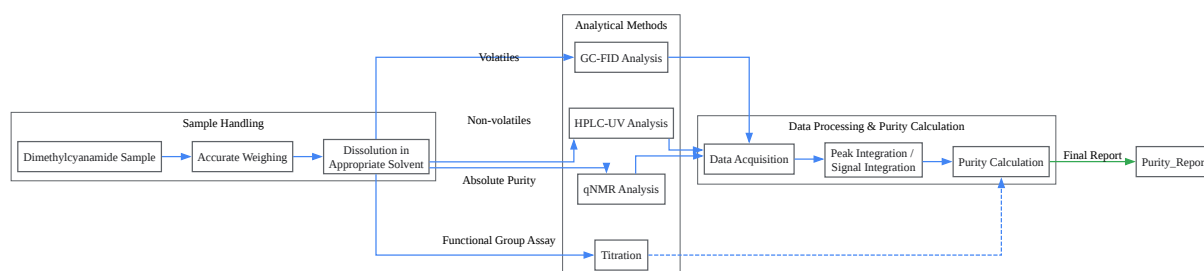 Analytical Methods
Volatiles
GC-FID Analysis
Sample Handling
Non-volatiles
HPLC-UV Analysis
Data Processing & Purity Calculation
Dimethylcyanamide Sample
Accurate Weighing
Dissolution in
Appropriate Solvent
Data Acquisition
Peak Integration /
Signal Integration
Purity Calculation
Final Report
Purity_Report
Absolute Purity
qNMR Analysis
Functional Group Assay
Titration